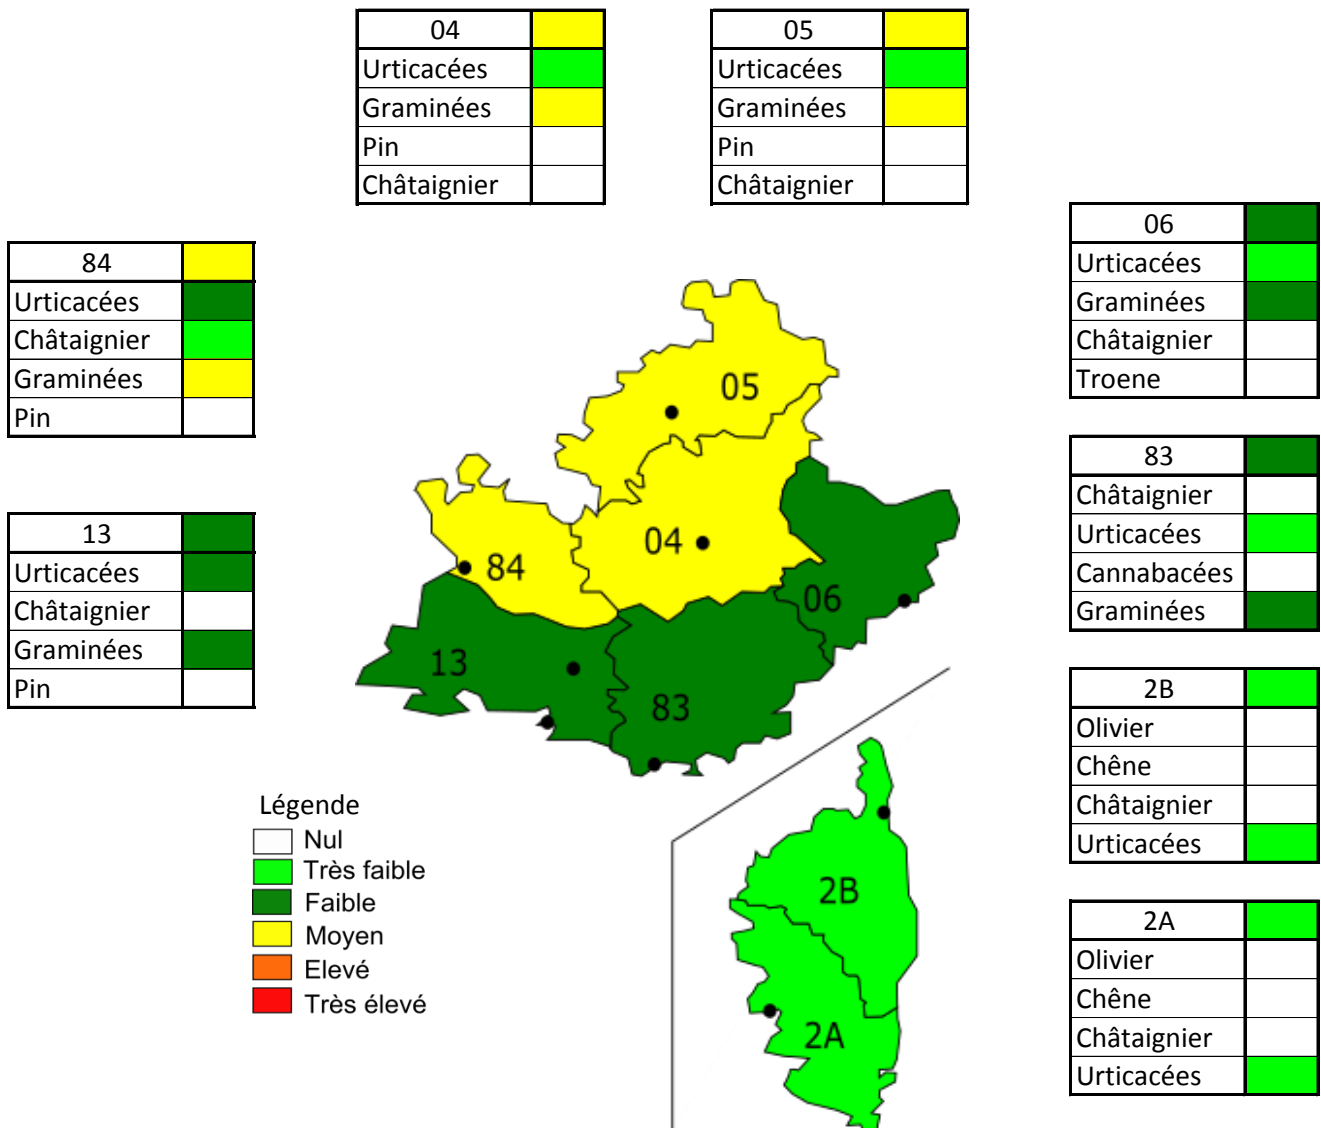 04
Urticacées
Graminées
Pin
Châtaignier
05
Urticacées
Graminées
Pin
Châtaignier
84
Urticacées
Châtaignier
Graminées
Pin
13
Urticacées
Châtaignier
Graminées
Pin
06
Urticacées
Graminées
Châtaignier
Troene
83
Châtaignier
Urticacées
Cannabacées
Graminées
2B
Olivier
Chêne
Châtaignier
Urticacées
2A
Olivier
Chêne
Châtaignier
Urticacées
05
04
84
06
13
83
2B
2A
Légende
Nul
Très faible
Faible
Moyen
Elevé
Très élevé